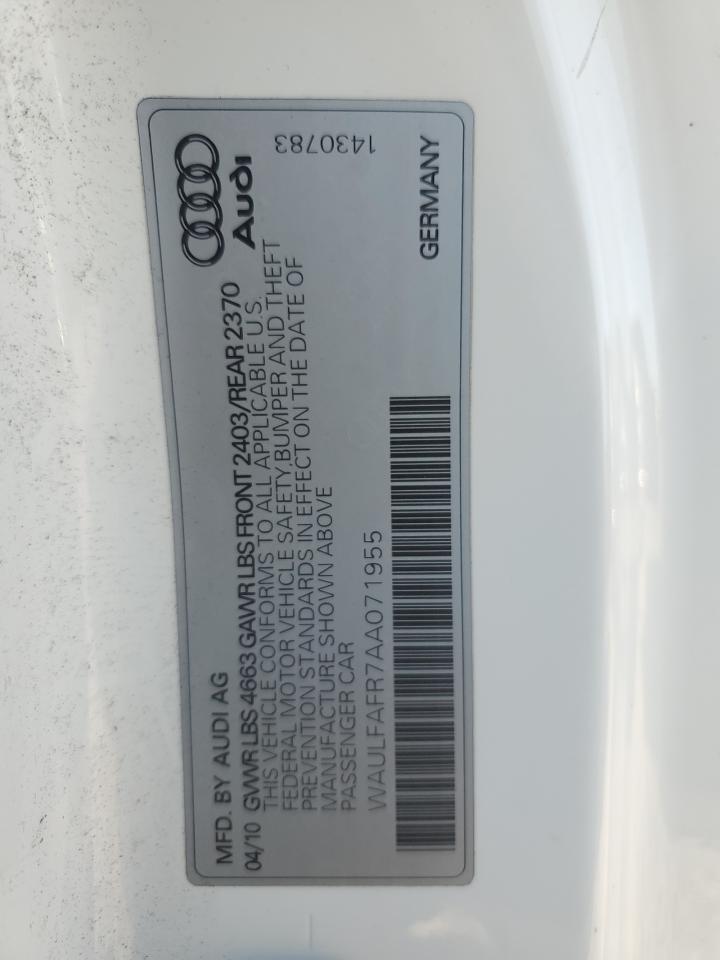 MFD. BY AUDI AG
04/10 GVWR LBS 4663 GAWR LBS FRONT 2403/REAR 2370
THIS VEHICLE CONFORMS TO ALL APPLICABLE U.S.
FEDERAL MOTOR VEHICLE SAFETY,BUMPER AND THEFT
PREVENTION STANDARDS IN EFFECT ON THE DATE OF
MANUFACTURE SHOWN ABOVE
PASSENGER CAR
WAULFAFR7AA071955
Audi
1430783
GERMANY